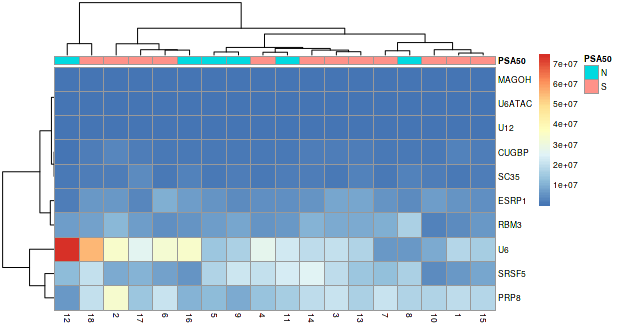 PSA50
MAGOH
U6ATAC
U12
CUGBP
SC35
ESRP1
RBM3
U6
SRSF5
PRP8
12 18 2 17 6 16 5 9 4 11 14 3 13 7 8 10 1 15
7e+07
6e+07
5e+07
4e+07
3e+07
2e+07
1e+07
PSA50
N
S